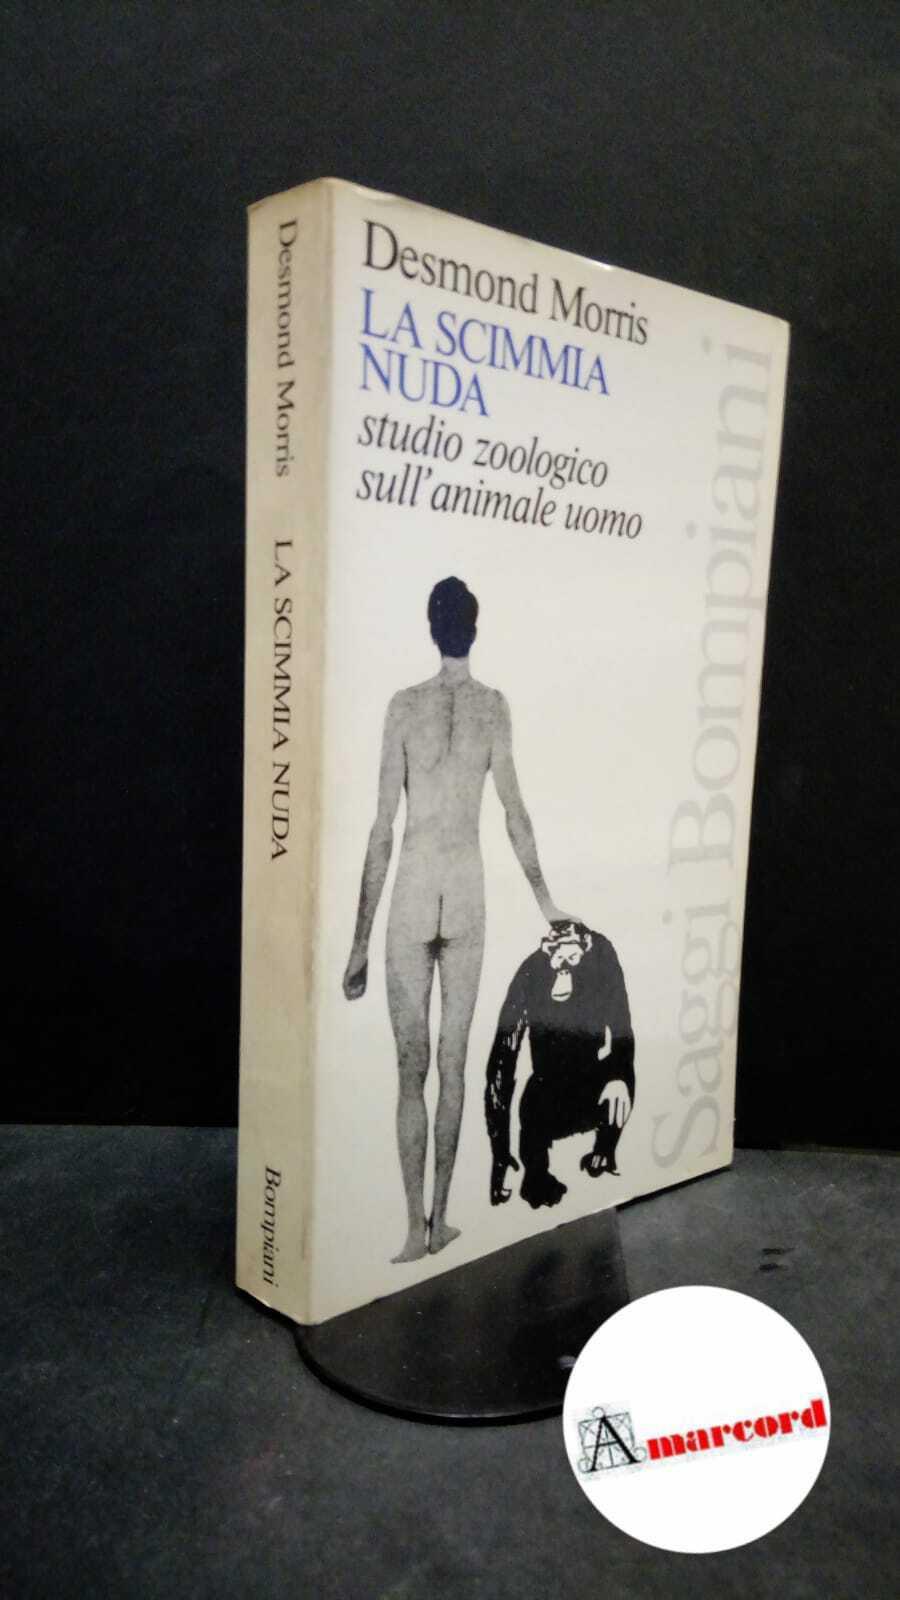 Desmond Morris
LA SCIMMIA
NUDA
studio zoologico
sull'animale uomo
Saggi Bompiani
Desmond Morris LA SCIMMIA NUDA Bompiani
Amarcord